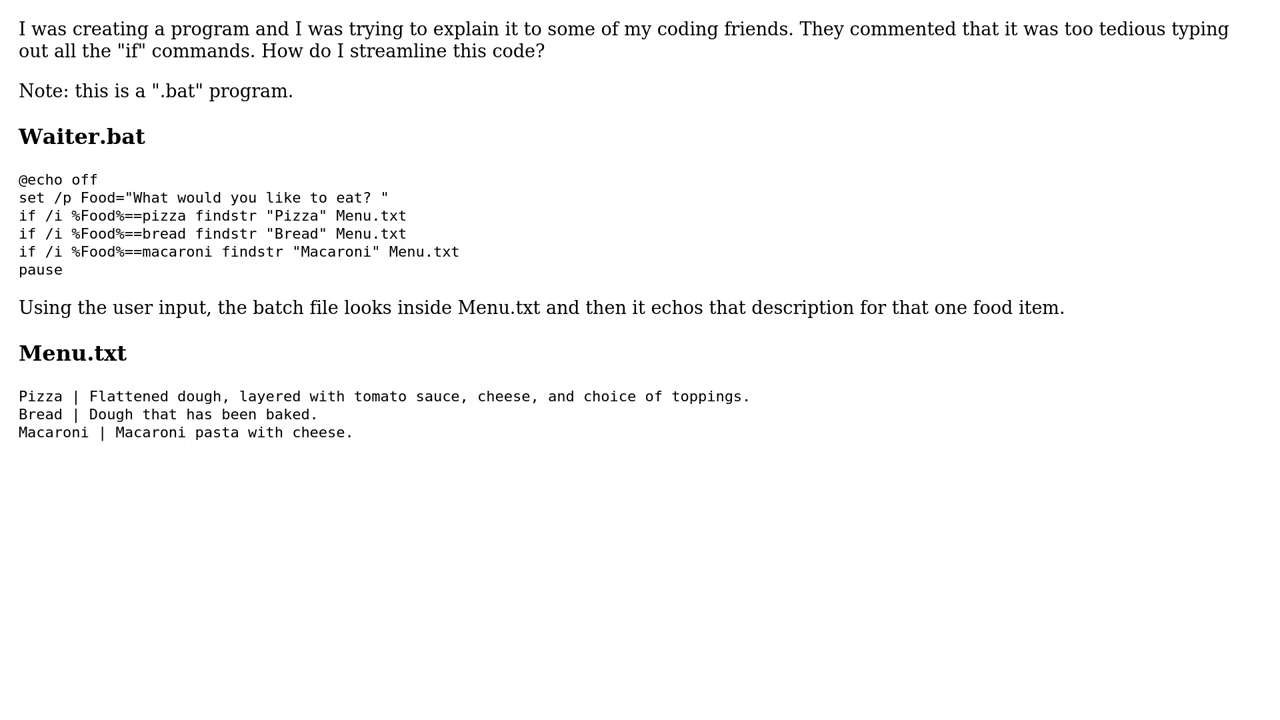 I was creating a program and I was trying to explain it to some of my coding friends. They commented that it was too tedious typing
out all the "if" commands. How do I streamline this code?
Note: this is a ".bat" program.
Waiter.bat
@echo off
set /p Food="What would you like to eat? "
if /i %Food%==pizza findstr "Pizza" Menu.txt
if /i %Food%==bread findstr "Bread" Menu.txt
if /i %Food%==macaroni findstr "Macaroni" Menu.txt
pause
Using the user input, the batch file looks inside Menu.txt and then it echos that description for that one food item.
Menu.txt
Pizza | Flattened dough, layered with tomato sauce, cheese, and choice of toppings.
Bread | Dough that has been baked.
Macaroni | Macaroni pasta with cheese.